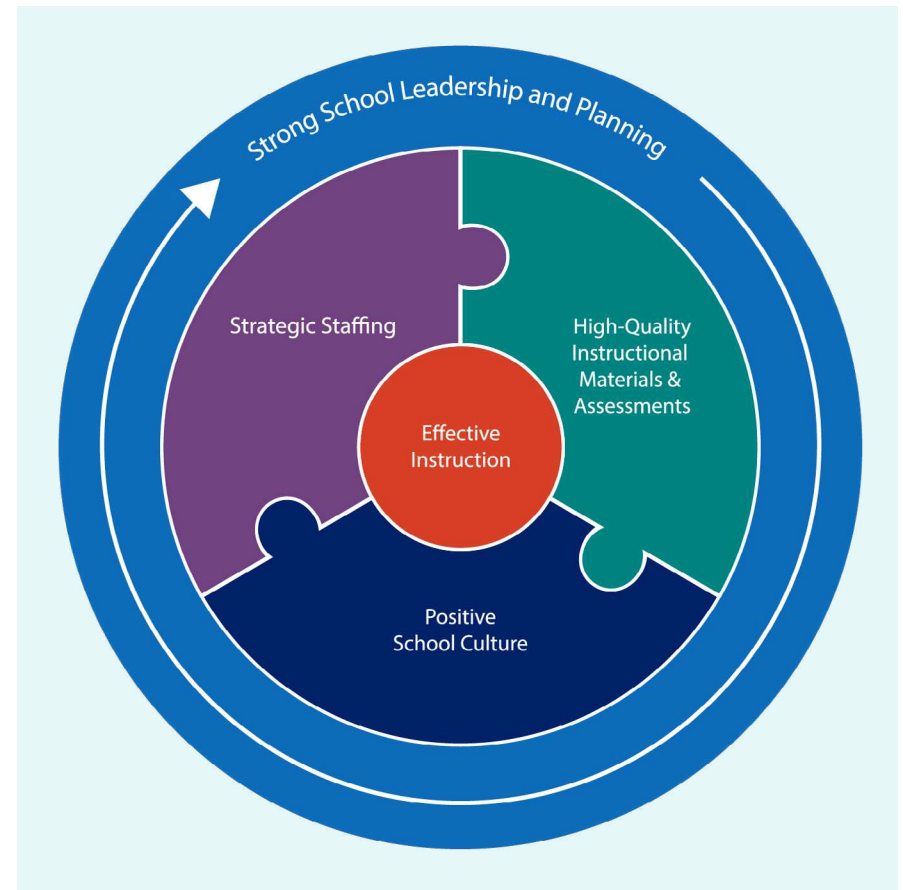 Strong School Leadership and Planning
Strategic Staffing
High-Quality
Instructional
Materials &
Assessments
Effective
Instruction
Positive
School Culture